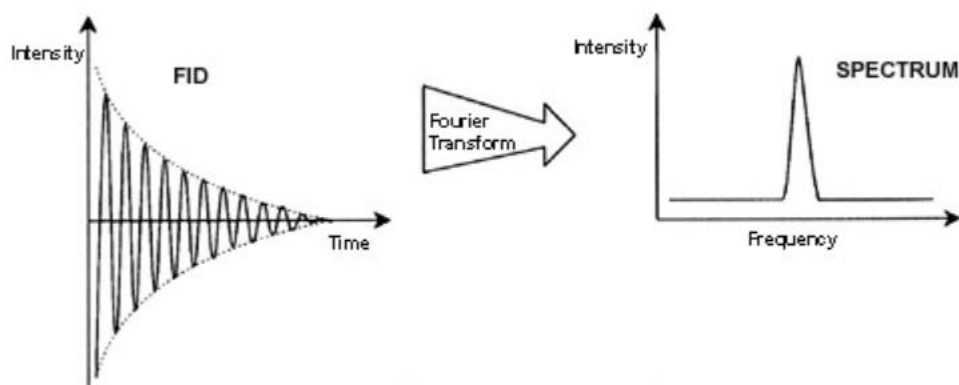 Intensity
FID
Time
Fourier
Transform
Intensity
SPECTRUM
Frequency